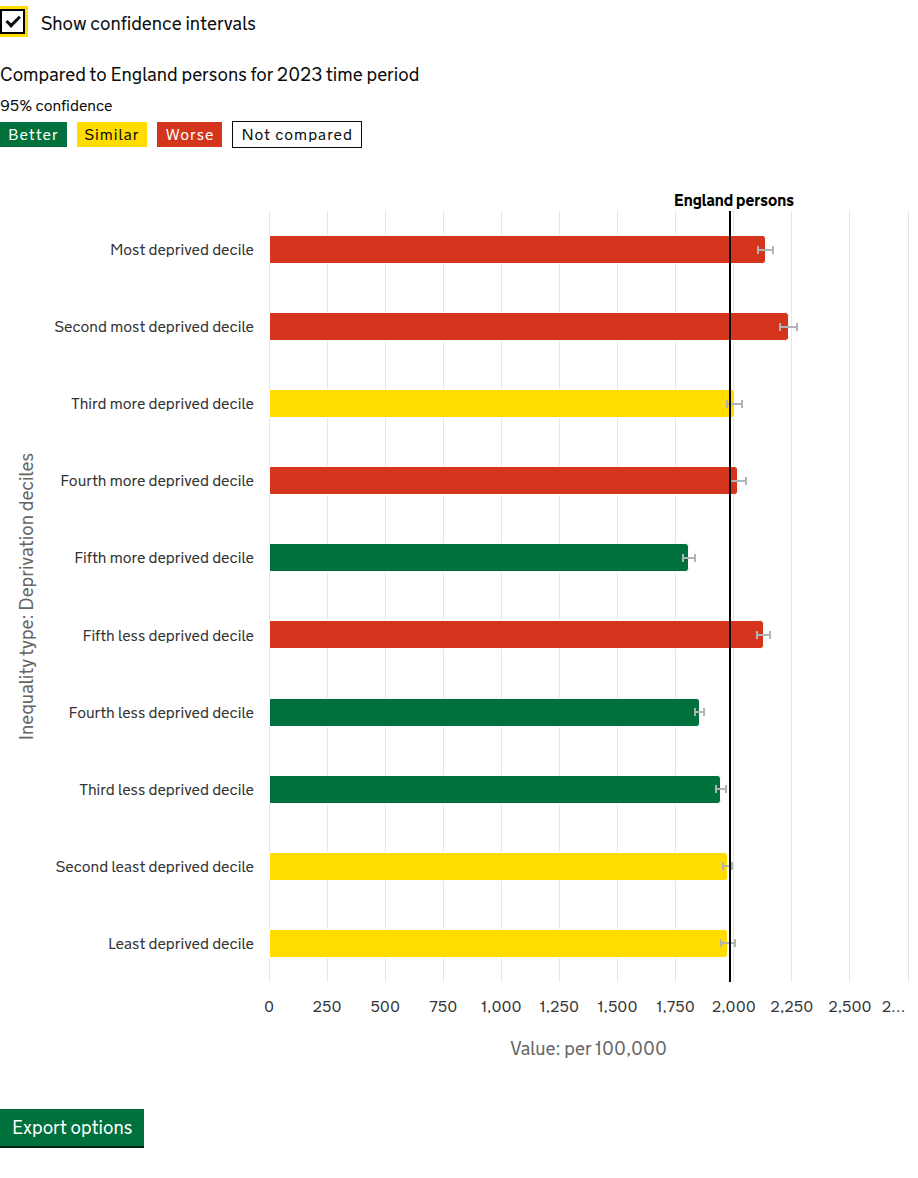 Show confidence intervals
Compared to England persons for 2023 time period
95% confidence
Better Similar Worse Not compared
England persons
Most deprived decile
Second most deprived decile
Third more deprived decile
Fourth more deprived decile
Fifth more deprived decile
Fifth less deprived decile
Fourth less deprived decile
Third less deprived decile
Second least deprived decile
Least deprived decile
Inequality type: Deprivation deciles
0 250 500 750 1,000 1,250 1,500 1,750 2,000 2,250 2,500 2...
Value: per 100,000
Export options